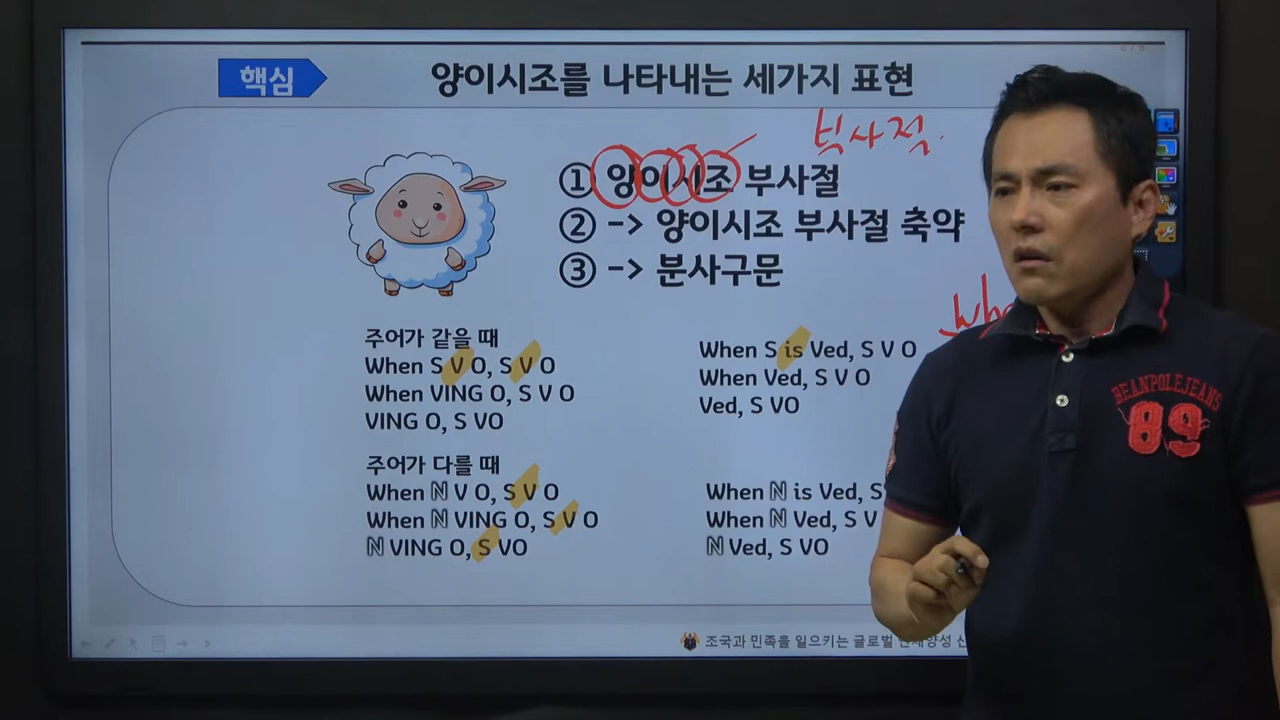 핵심
양이시조를 나타내는 세가지 표현
부사적.
① 양이시조 부사절
② -> 양이시조 부사절 축약
③ -> 분사구문
주어가 같을 때
When S V O, S V O
When VING O, S V O
VING O, S VO
When S is Ved, S V O
When Ved, S V O
Ved, S VO
주어가 다를 때
When N V O, S V O
When N VING O, S V O
N VING O, S VO
When N is Ved, S
When N Ved, S V
N Ved, S VO
조국과 민족을 일으키는 글로벌
BEANPOLEJEANS
89